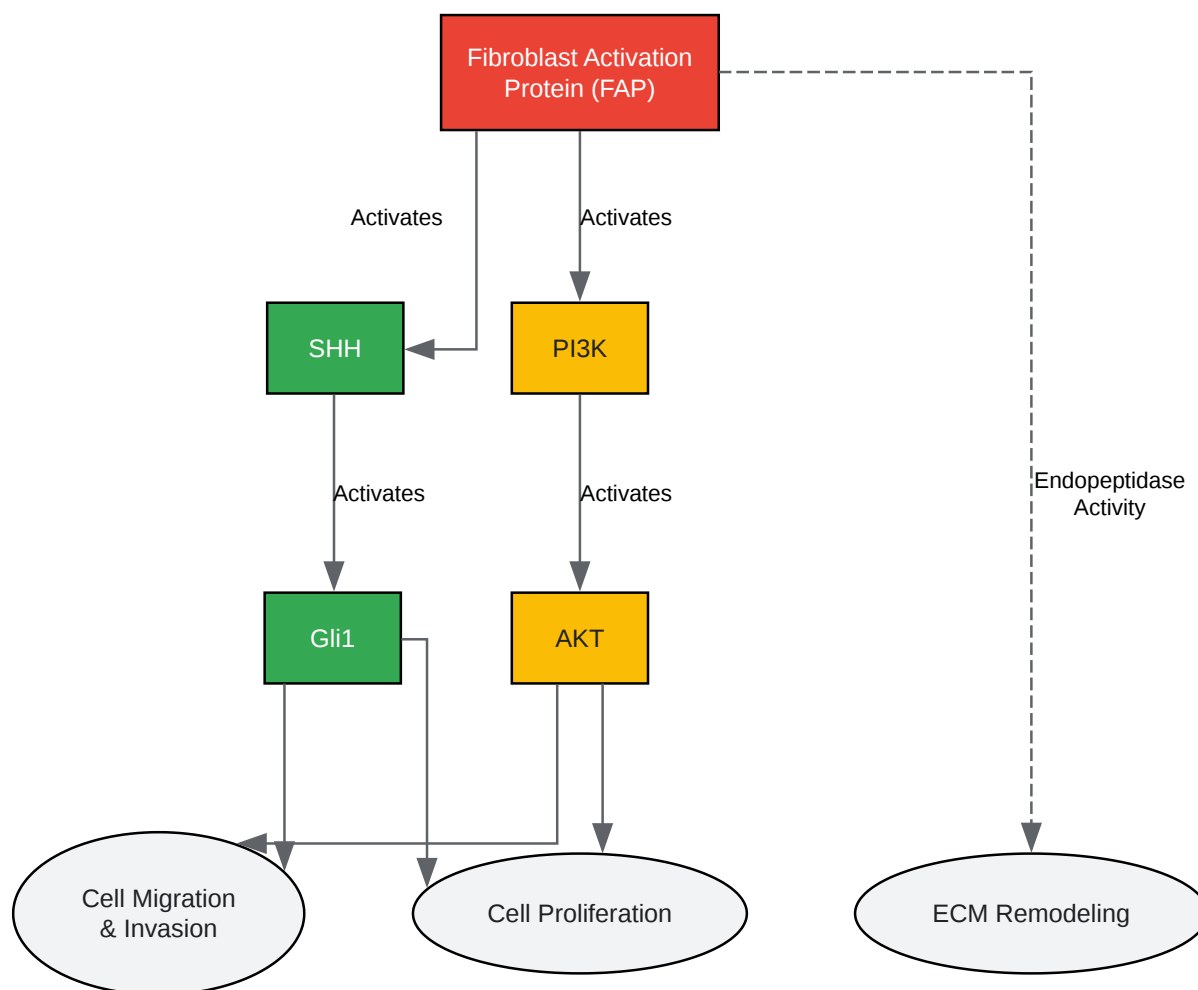 Fibroblast Activation
Protein (FAP)
Activates
Activates
SHH
PI3K
Activates
Activates
Endopeptidase
Activity
Gli1
AKT
Cell Migration
& Invasion
Cell Proliferation
ECM Remodeling